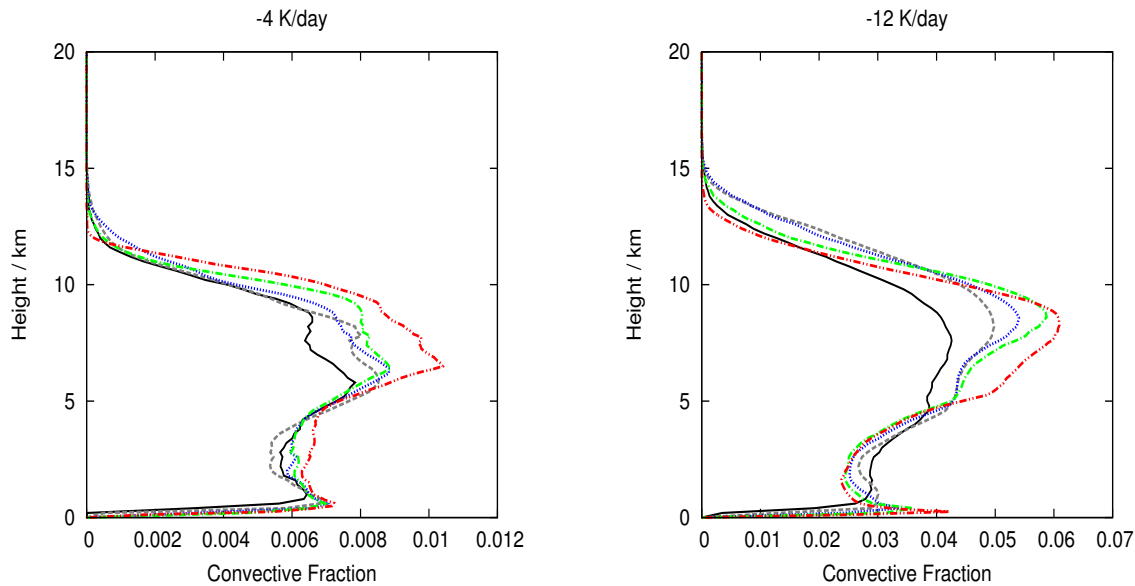 -4 K/day
20
15
10
5
0
Height / km
0 0.002 0.004 0.006 0.008 0.01 0.012
Convective Fraction
-12 K/day
20
15
10
5
0
Height / km
0 0.01 0.02 0.03 0.04 0.05 0.06 0.07
Convective Fraction